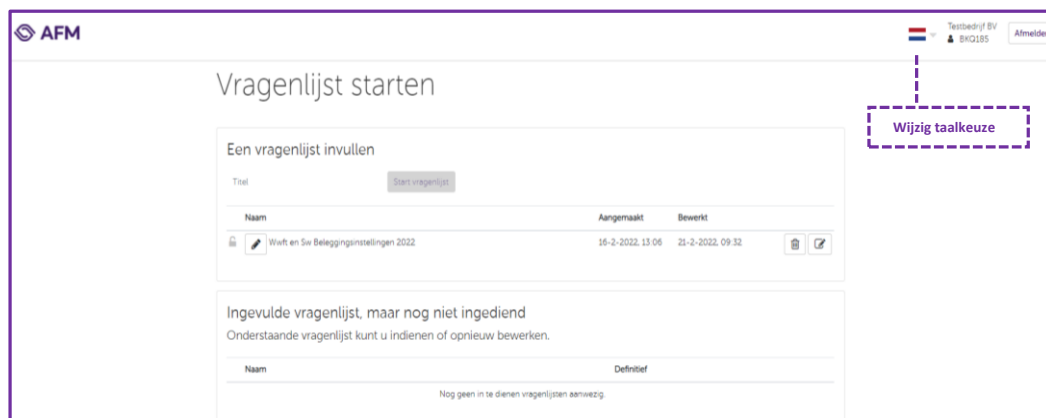 AFM
Testbedrijf BV
BKQ185
Afmelde
Wijzig taalkeuze
Vragenlijst starten
Een vragenlijst invullen
Titel
Start vragenlijst
Naam Aangemaakt Bewerkt
Wwft en Sw Beleggingsinstellingen 2022 16-2-2022, 13:06 21-2-2022, 09:32
Ingevulde vragenlijst, maar nog niet ingediend
Onderstaande vragenlijst kunt u indienen of opnieuw bewerken.
Naam Definitief
Nog geen in te dienen vragenlijsten aanwezig.